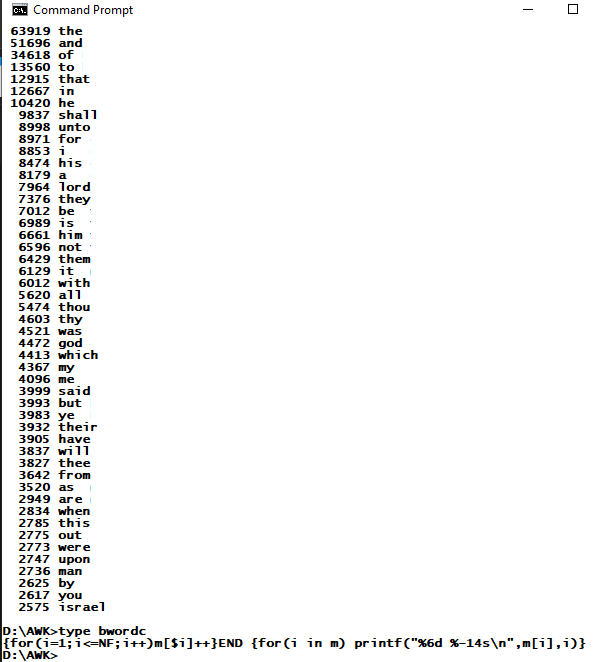 Command Prompt
63919 the
51696 and
34618 of
13560 to
12915 that
12667 in
10420 he
9837 shall
8998 unto
8971 for
8853 i
8474 his
8179 a
7964 lord
7376 they
7012 be
6989 is
6661 him
6596 not
6429 them
6129 it
6012 with
5620 all
5474 thou
4603 thy
4521 was
4472 god
4413 which
4367 my
4096 me
3999 said
3993 but
3983 ye
3932 their
3905 have
3837 will
3827 thee
3642 from
3520 as
2949 are
2834 when
2785 this
2775 out
2773 were
2747 upon
2736 man
2625 by
2617 you
2575 israel
D:\AWK>type bwordc
{for(i=1;i<=NF;i++)m[$i]++}END {for(i in m) printf("%6d %-14s\n",m[i],i)}
D:\AWK>